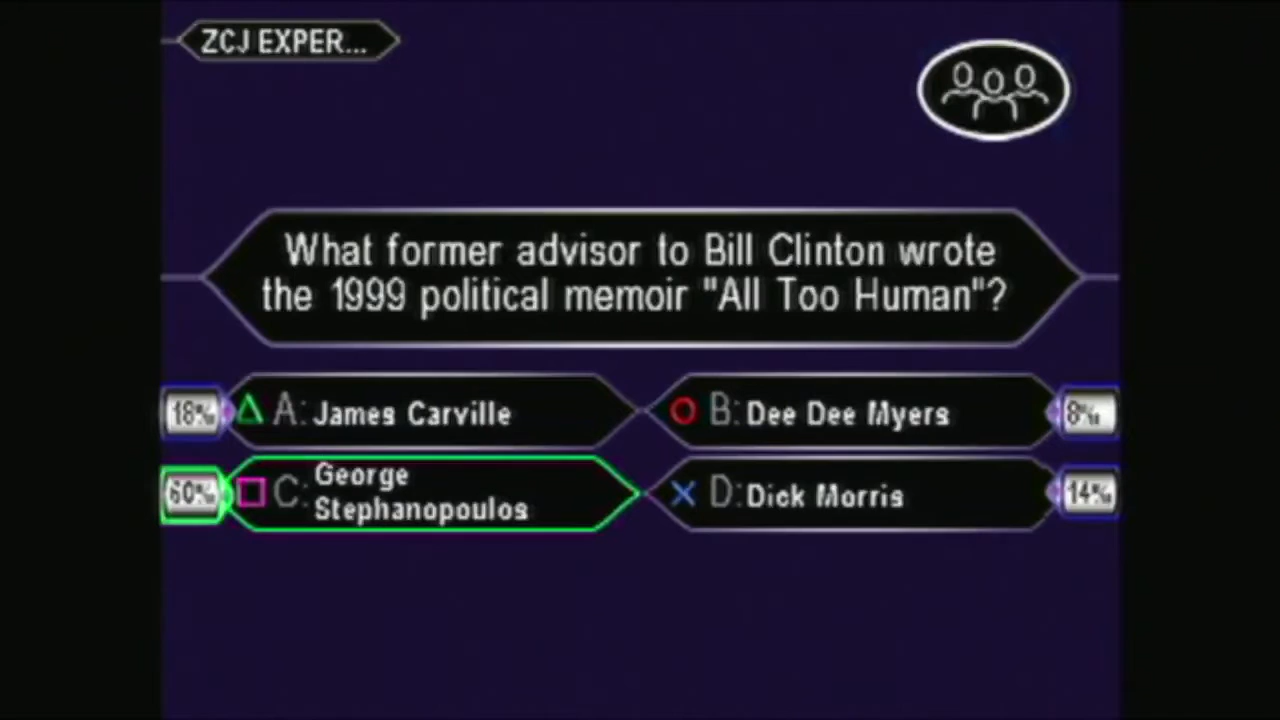 ZCJ EXPER...
What former advisor to Bill Clinton wrote
the 1999 political memoir "All Too Human"?
18% A: James Carville
B: Dee Dee Myers 8%
60% C: George
Stephanopoulos
D: Dick Morris 14%